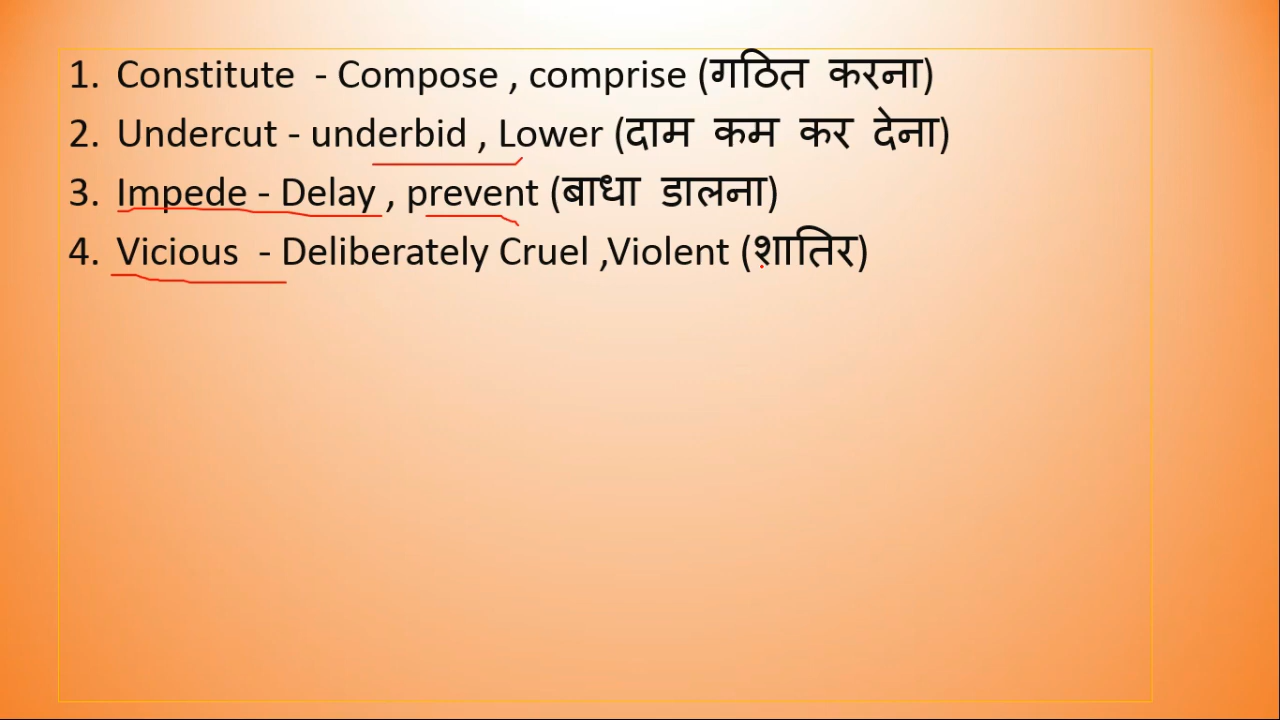 1. Constitute - Compose , comprise (गठित करना)
2. Undercut - underbid , Lower (दाम कम कर देना)
3. Impede - Delay , prevent (बाधा डालना)
4. Vicious - Deliberately Cruel ,Violent (शातिर)